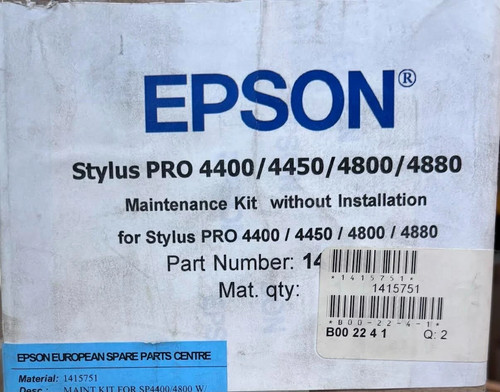 EPSON®
Stylus PRO 4400/4450/4800/4880
Maintenance Kit without Installation
for Stylus PRO 4400 / 4450 / 4800 / 4880
Part Number: 14
Mat. qty:
*1415751*
1415751
*B00-22-4-1*
B00 22 4 1 Q: 2
EPSON EUROPEAN SPARE PARTS CENTRE
Material: 1415751
Desc.: MAINT KIT FOR SP4400/4800 W/